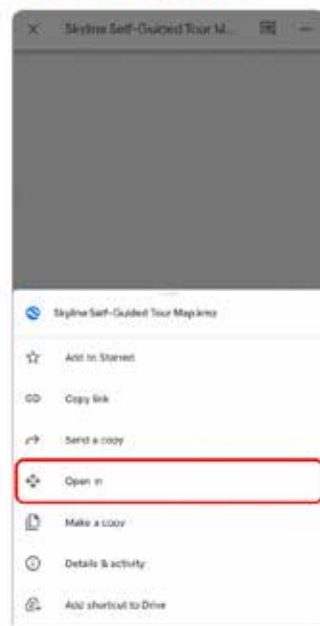 Skyline Self-Guided Tour M...
Skyline Self-Guided Tour Map.kmz
Add to Starred
Copy link
Send a copy
Open in
Make a copy
Details & activity
Add shortcut to Drive